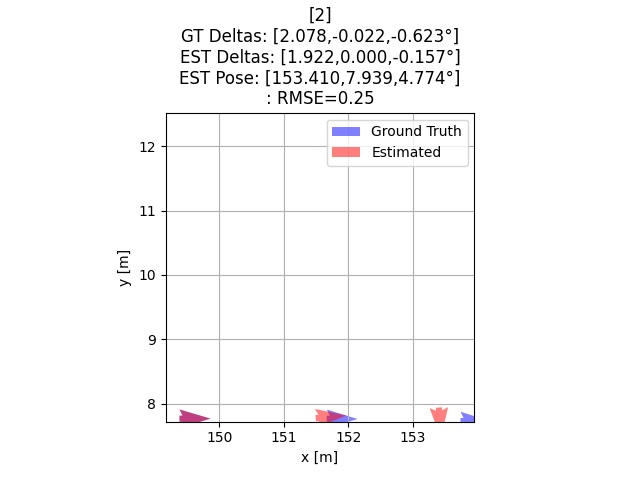 [2]
GT Deltas: [2.078,-0.022,-0.623°]
EST Deltas: [1.922,0.000,-0.157°]
EST Pose: [153.410,7.939,4.774°]
: RMSE=0.25
Ground Truth
Estimated
12
11
10
9
8
y [m]
150 151 152 153
x [m]